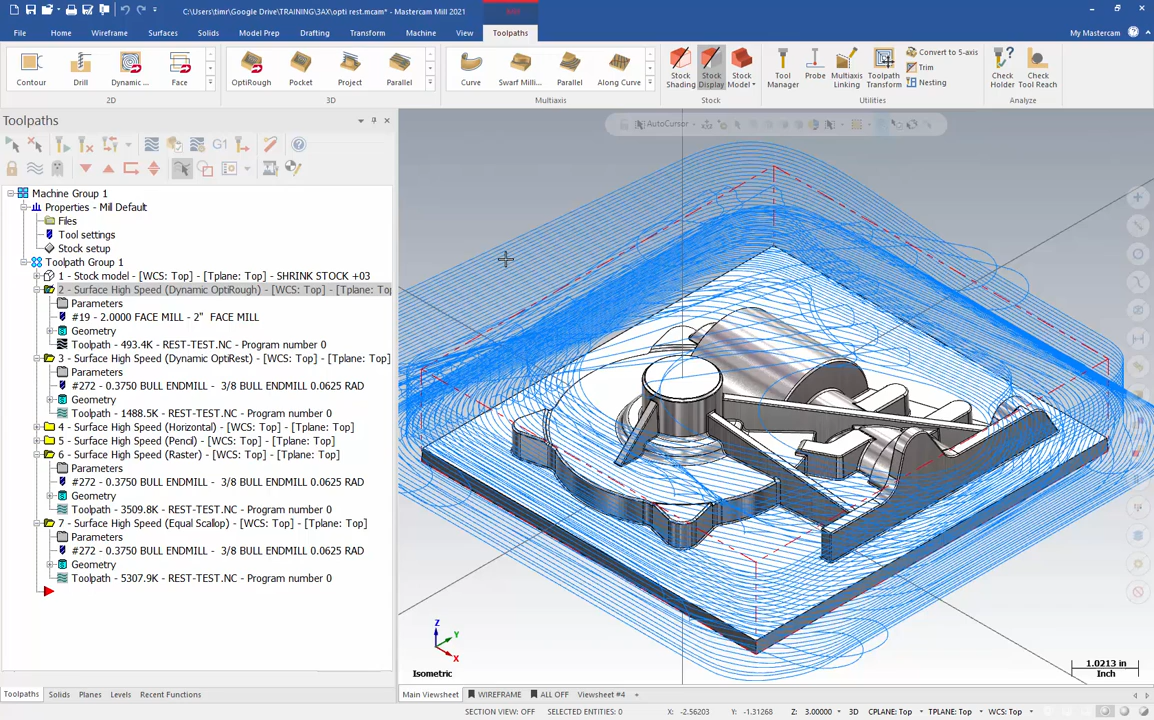 C:\Users\timr\Google Drive\TRAINING\3AX\opti rest.mcam* - Mastercam Mill 2021
File Home Wireframe Surfaces Solids Model Prep Drafting Transform Machine View Toolpaths My Mastercam
Contour Drill Dynamic ... Face OptiRough Pocket Project Parallel Curve Swarf Milli... Parallel Along Curve Stock Shading Stock Display Stock Model Tool Manager Probe Multiaxis Linking Toolpath Transform Convert to 5-axis Trim Nesting Check Holder Check Tool Reach
2D 3D Multiaxis Stock Utilities Analyze
Toolpaths
AutoCursor
G1
Machine Group 1
Properties - Mill Default
Files
Tool settings
Stock setup
Toolpath Group 1
1 - Stock model - [WCS: Top] - [Tplane: Top] - SHRINK STOCK +03
2 - Surface High Speed (Dynamic OptiRough) - [WCS: Top] - [Tplane: Top
Parameters
#19 - 2.0000 FACE MILL - 2" FACE MILL
Geometry
Toolpath - 493.4K - REST-TEST.NC - Program number 0
3 - Surface High Speed (Dynamic OptiRest) - [WCS: Top] - [Tplane: Top]
Parameters
#272 - 0.3750 BULL ENDMILL - 3/8 BULL ENDMILL 0.0625 RAD
Geometry
Toolpath - 1488.5K - REST-TEST.NC - Program number 0
4 - Surface High Speed (Horizontal) - [WCS: Top] - [Tplane: Top]
5 - Surface High Speed (Pencil) - [WCS: Top] - [Tplane: Top]
6 - Surface High Speed (Raster) - [WCS: Top] - [Tplane: Top]
Parameters
#272 - 0.3750 BULL ENDMILL - 3/8 BULL ENDMILL 0.0625 RAD
Geometry
Toolpath - 3509.8K - REST-TEST.NC - Program number 0
7 - Surface High Speed (Equal Scallop) - [WCS: Top] - [Tplane: Top]
Parameters
#272 - 0.3750 BULL ENDMILL - 3/8 BULL ENDMILL 0.0625 RAD
Geometry
Toolpath - 5307.9K - REST-TEST.NC - Program number 0
Z Y X
Isometric
1.0213 in
Inch
Toolpaths Solids Planes Levels Recent Functions
Main Viewsheet WIREFRAME ALL OFF Viewsheet #4 +
SECTION VIEW: OFF SELECTED ENTITIES: 0 X: -2.56203 Y: -1.31268 Z: 3.00000 3D CPLANE: Top TPLANE: Top WCS: Top